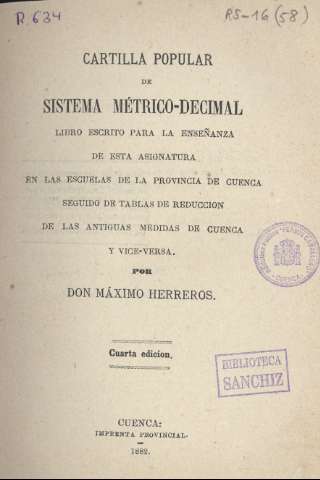 R. 634
RS-16 (58)
CARTILLA POPULAR
DE
SISTEMA MÉTRICO-DECIMAL
LIBRO ESCRITO PARA LA ENSEÑANZA
DE ESTA ASIGNATURA
EN LAS ESCUELAS DE LA PROVINCIA DE CUENCA
SEGUIDO DE TABLAS DE REDUCCION
DE LAS ANTIGUAS MEDIDAS DE CUENCA
Y VICE-VERSA.
POR
DON MÁXIMO HERREROS.
Cuarta edicion.
BIBLIOTECA
SANCHIZ
CUENCA:
IMPRENTA PROVINCIAL-
1882.